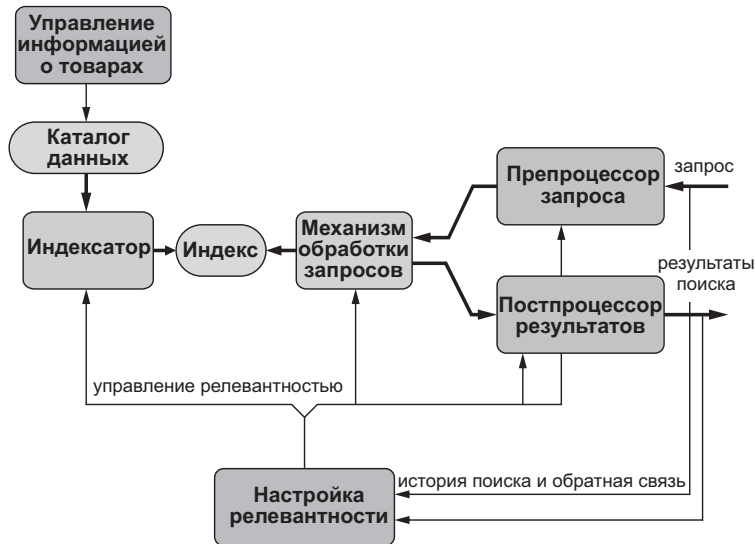 Управление
информацией
о товарах
Каталог
данных
Препроцессор
запроса
запрос
Индексатор
Индекс
Механизм
обработки
запросов
результаты
поиска
Постпроцессор
результатов
управление релевантностью
история поиска и обратная связь
Настройка
релевантности